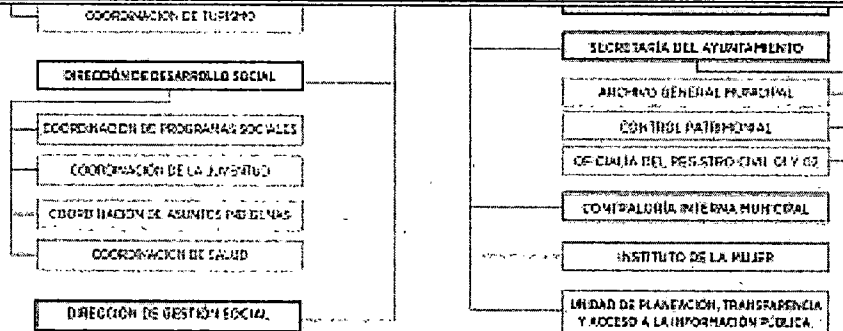 COORDINACIÓN DE TURISMO
DIRECCIÓN DE DESARROLLO SOCIAL
COORDINACIÓN DE PROGRAMAS SOCIALES
COORDINACIÓN DE LA JUVENTUD
COORDINACIÓN DE ASUNTOS INDÍGENAS
COORDINACIÓN DE SALUD
DIRECCIÓN DE GESTIÓN SOCIAL
SECRETARÍA DEL AYUNTAMIENTO
ARCHIVO GENERAL MUNICIPAL
CONTROL PATRIMONIAL
OFICIALÍA DEL REGISTRO CIVIL 01 Y 02
CONTRALORÍA INTERNA MUNICIPAL
INSTITUTO DE LA MUJER
UNIDAD DE PLANEACIÓN, TRANSPARENCIA
Y ACCESO A LA INFORMACIÓN PÚBLICA